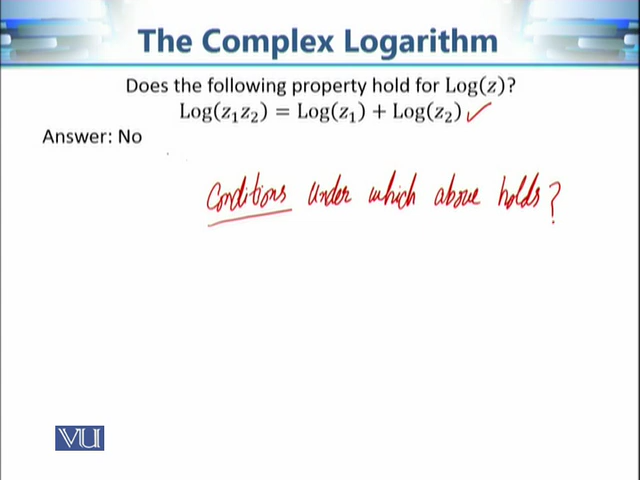 The Complex Logarithm
Does the following property hold for Log(z)?
Log(z₁z₂) = Log(z₁) + Log(z₂) ✓
Answer: No
Conditions under which above holds?
VU